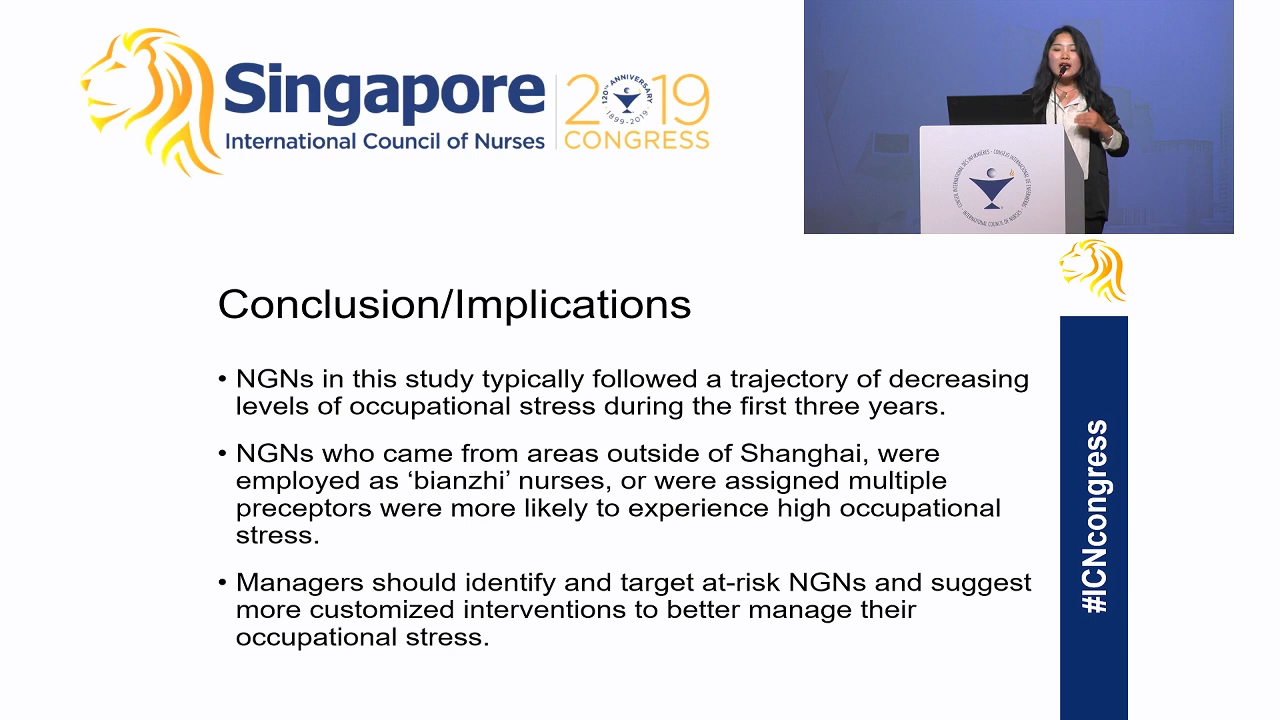 Singapore
International Council of Nurses
2019
CONGRESS
120TH ANNIVERSARY
1899-2019
Conclusion/Implications
• NGNs in this study typically followed a trajectory of decreasing
levels of occupational stress during the first three years.
• NGNs who came from areas outside of Shanghai, were
employed as ‘bianzhi’ nurses, or were assigned multiple
preceptors were more likely to experience high occupational
stress.
• Managers should identify and target at-risk NGNs and suggest
more customized interventions to better manage their
occupational stress.
#ICNcongress